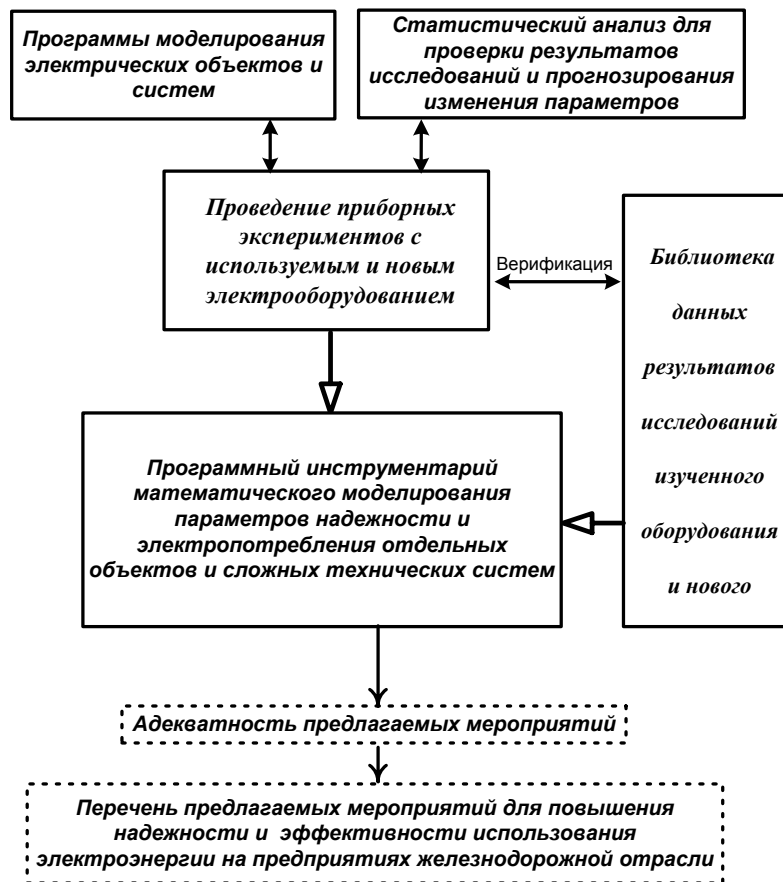 Программы моделирования
электрических объектов и
систем
Статистический анализ для
проверки результатов
исследований и прогнозирования
изменения параметров
Проведение приборных
экспериментов с
используемым и новым
электрооборудованием
Верификация
Библиотека
данных
результатов
исследований
изученного
оборудования
и нового
Программный инструментарий
математического моделирования
параметров надежности и
электропотребления отдельных
объектов и сложных технических систем
Адекватность предлагаемых мероприятий
Перечень предлагаемых мероприятий для повышения
надежности и эффективности использования
электроэнергии на предприятиях железнодорожной отрасли